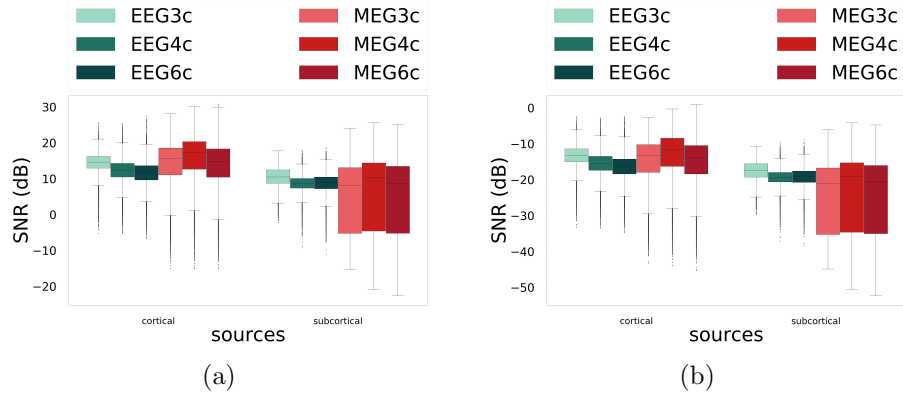 EEG3c MEG3c
EEG4c MEG4c
EEG6c MEG6c
30
20
10
0
−10
−20
SNR (dB)
cortical subcortical
sources
(a)
EEG3c MEG3c
EEG4c MEG4c
EEG6c MEG6c
0
−10
−20
−30
−40
−50
SNR (dB)
cortical subcortical
sources
(b)